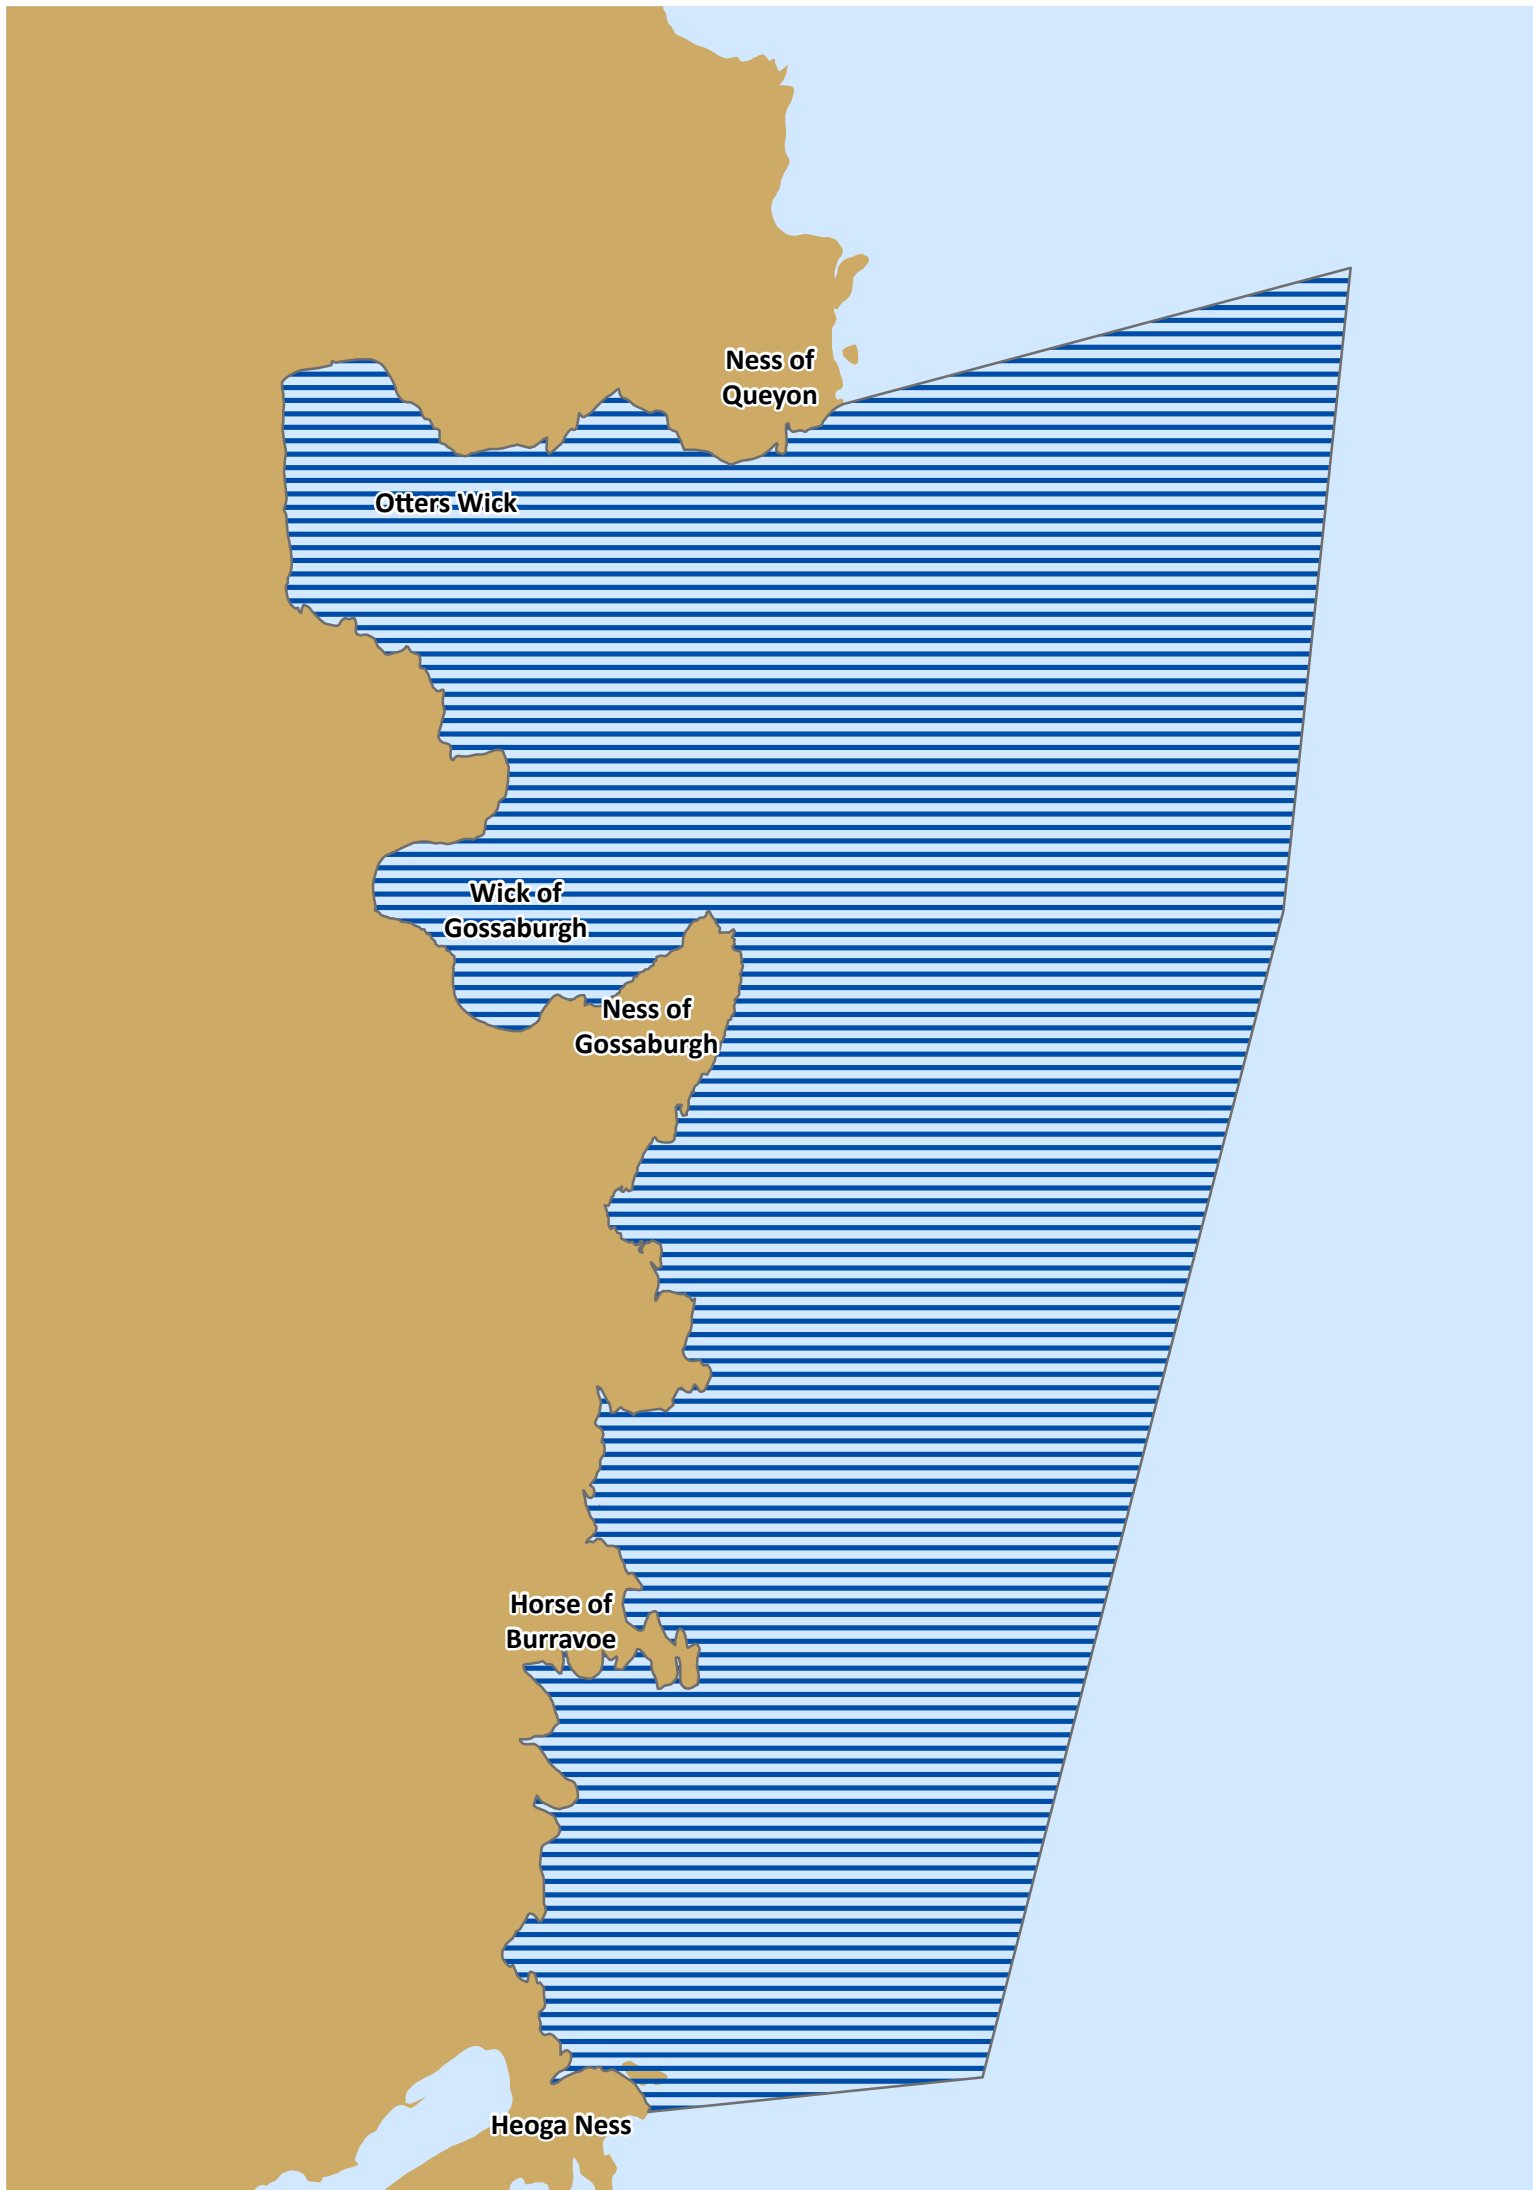 Ness of
Queyon
Otters Wick
Wick of
Gossaburgh
Ness of
Gossaburgh
Horse of
Burravoe
Heoga Ness